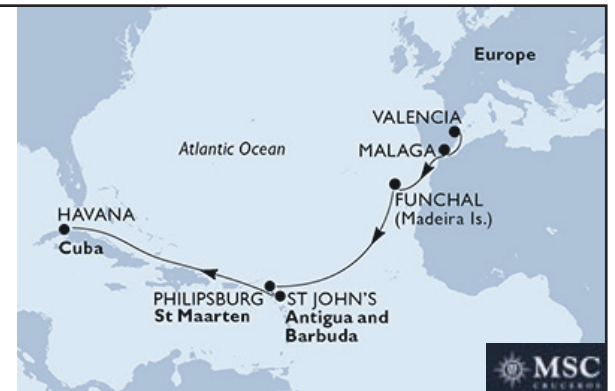 Europe
VALENCIA
MALAGA
Atlantic Ocean
FUNCHAL
(Madeira Is.)
HAVANA
Cuba
PHILIPSBURG
St Maarten
ST JOHN'S
Antigua and
Barbuda
MSC
CRUCEROS